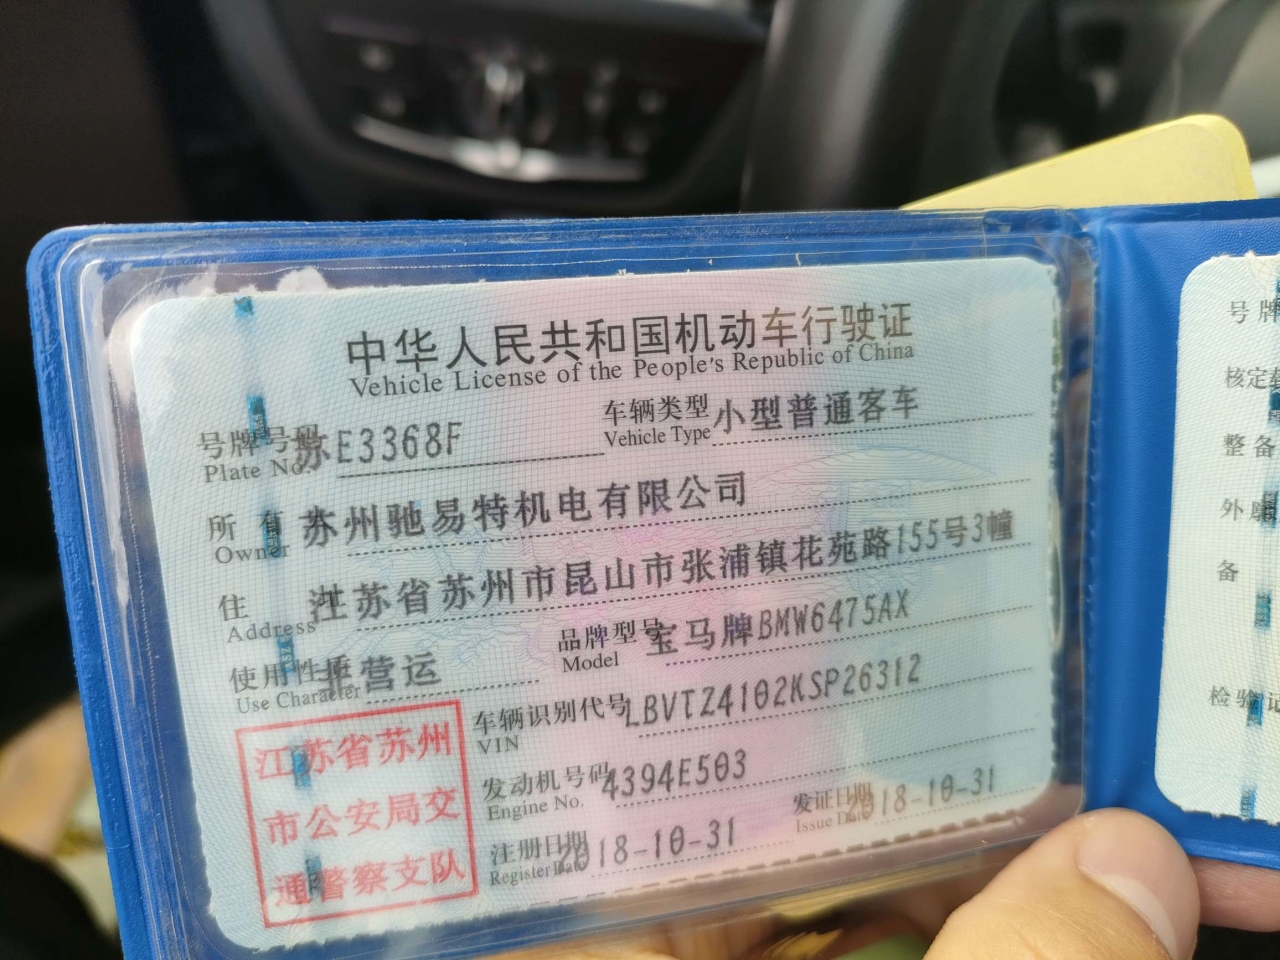 中华人民共和国机动车行驶证
Vehicle License of the People's Republic of China
号牌号码 苏E3368F 车辆类型 小型普通客车
Plate No. Vehicle Type
所有 苏州驰易特机电有限公司
Owner
住 江苏省苏州市昆山市张浦镇花苑路155号3幢
Address
使用性 非营运 品牌型号 宝马牌BMW6475AX
Use Character Model
车辆识别代号 LBVTZ4102KSP26312
VIN
发动机号码 4394E503
Engine No.
注册日期 2018-10-31 发证日期 2018-10-31
Register Date Issue Date
江苏省苏州
市公安局交
通警察支队
号牌
核定
整备
外廓
备
检验记